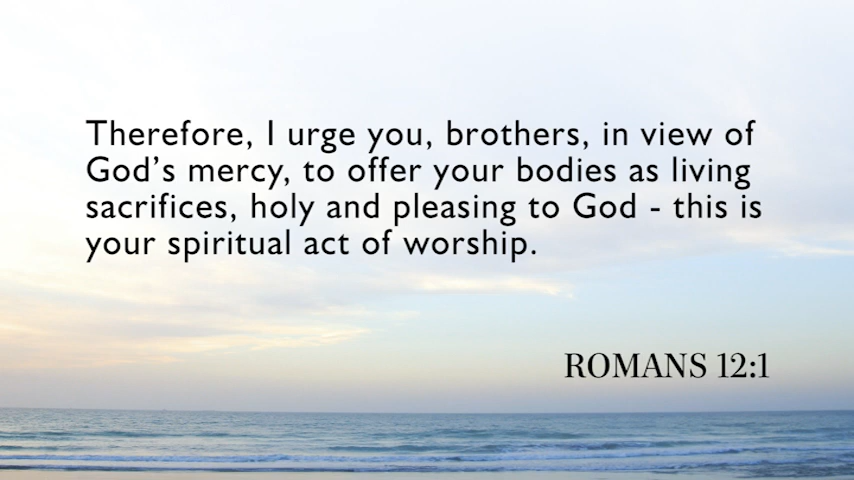 Therefore, I urge you, brothers, in view of
God’s mercy, to offer your bodies as living
sacrifices, holy and pleasing to God - this is
your spiritual act of worship.
ROMANS 12:1